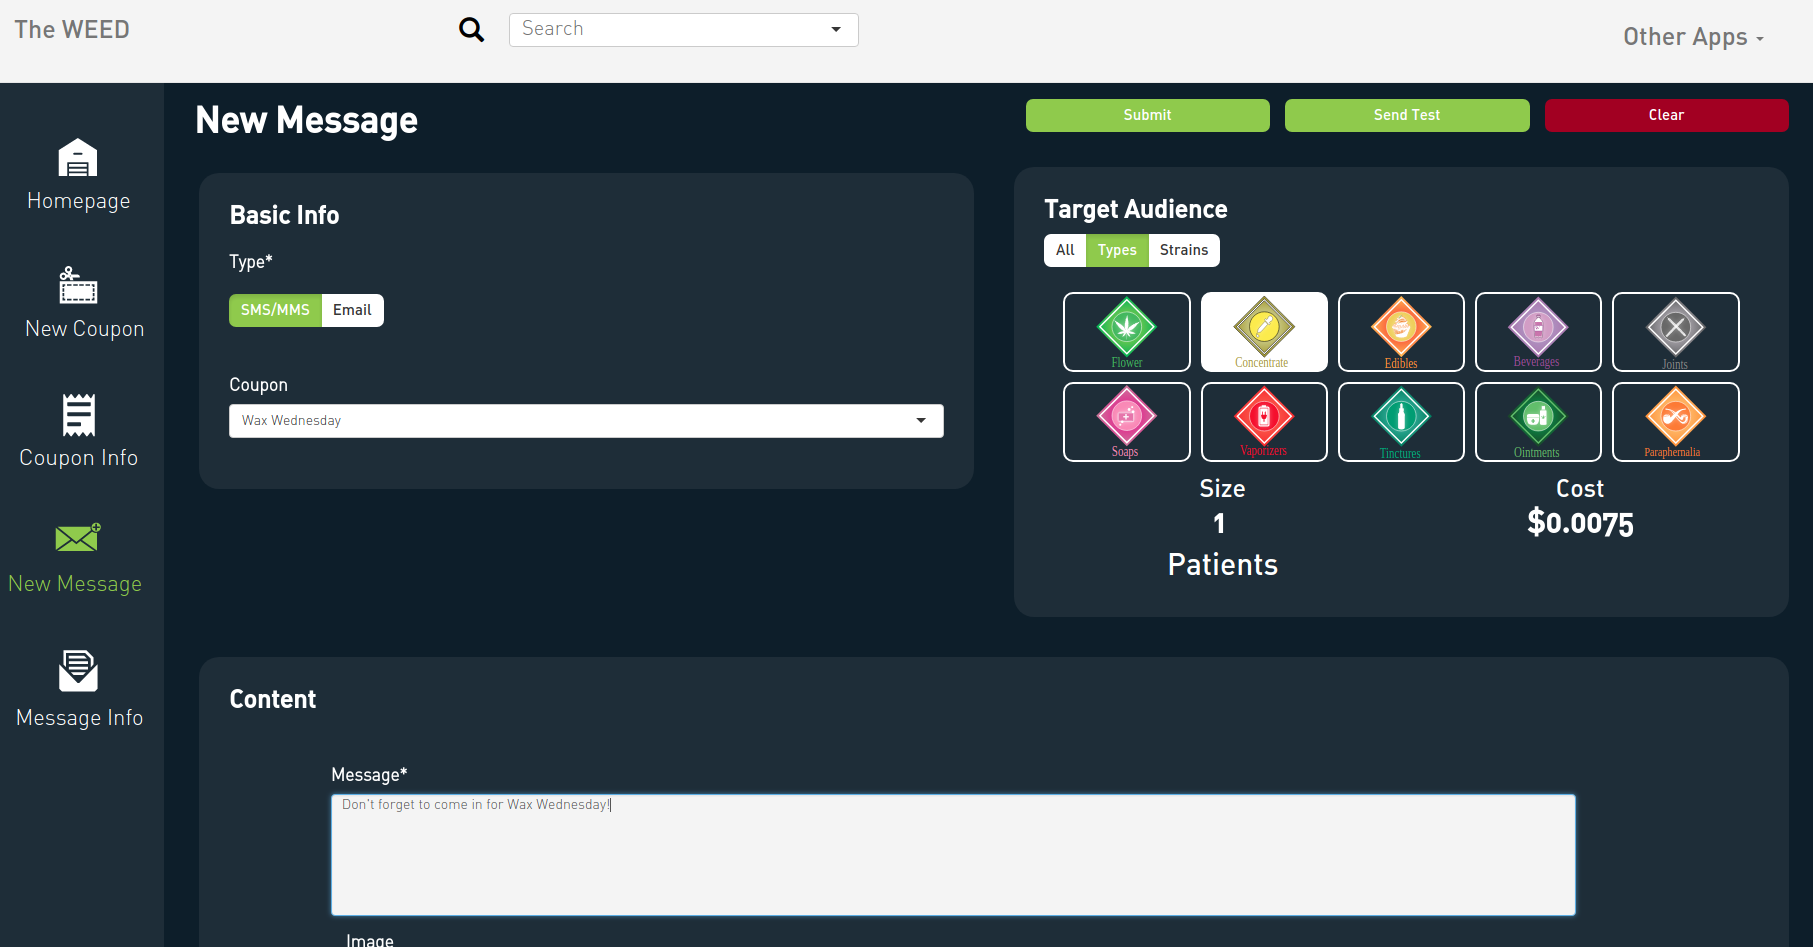 The WEED
Search
Other Apps
Homepage
New Coupon
Coupon Info
New Message
Message Info
New Message
Submit
Send Test
Clear
Basic Info
Type*
SMS/MMS
Email
Coupon
Wax Wednesday
Target Audience
All
Types
Strains
Flower
Concentrate
Edibles
Beverages
Joints
Soaps
Vaporizers
Tinctures
Ointments
Paraphernalia
Size
1
Patients
Cost
$0.0075
Content
Message*
Don't forget to come in for Wax Wednesday!
Image